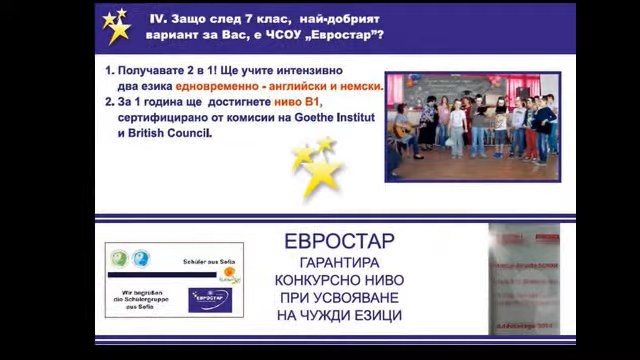 IV. Защо след 7 клас, най-добрият
вариант за Вас, е ЧСОУ „Евростар”?
1. Получавате 2 в 1! Ще учите интензивно
два езика едновременно - английски и немски.
2. За 1 година ще достигнете ниво B1,
сертифицирано от комисии на Goethe Institut
и British Council.
Schüler aus Sofia
Wir begrüßen
die Schülergruppe
aus Sofia
ЕВРОСТАР
ЕВРОСТАР
ГАРАНТИРА
КОНКУРСНО НИВО
ПРИ УСВОЯВАНЕ
НА ЧУЖДИ ЕЗИЦИ